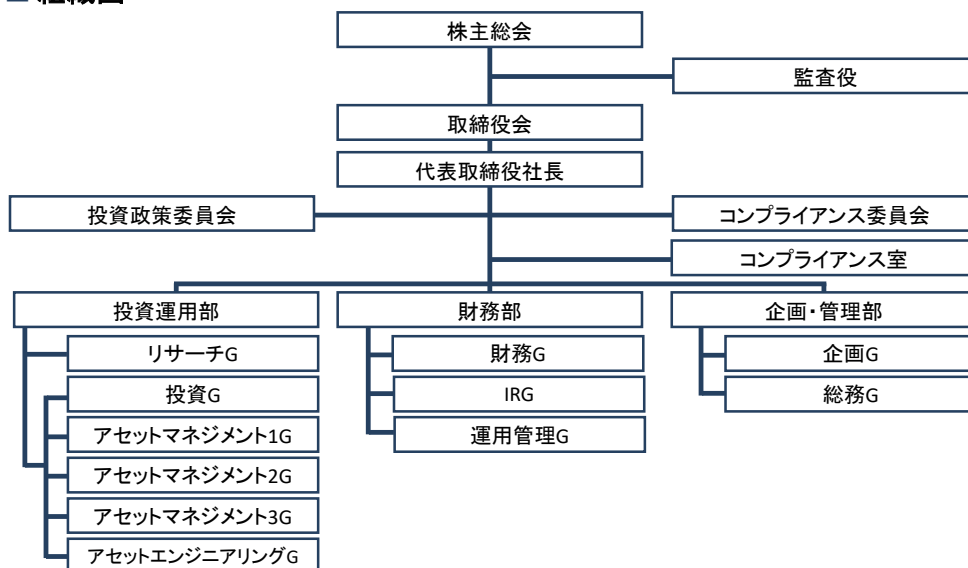 株主総会
監査役
取締役会
代表取締役社長
投資政策委員会
コンプライアンス委員会
コンプライアンス室
投資運用部
財務部
企画・管理部
リサーチG
財務G
企画G
投資G
IRG
総務G
アセットマネジメント1G
運用管理G
アセットマネジメント2G
アセットマネジメント3G
アセットエンジニアリングG